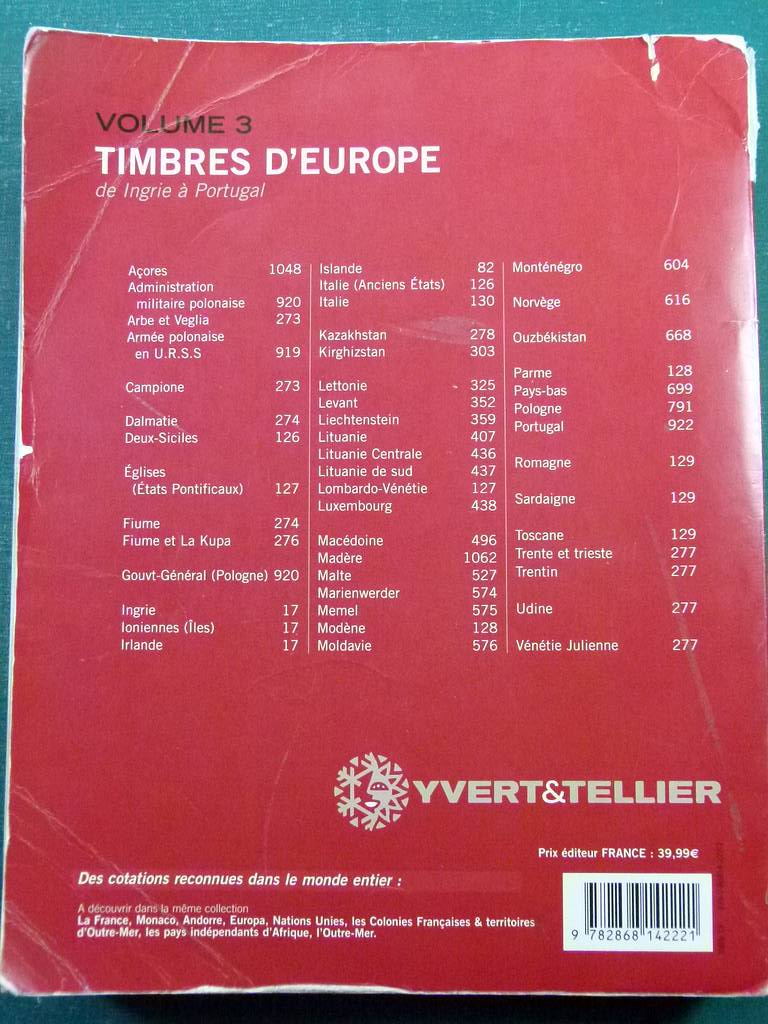 VOLUME 3
TIMBRES D'EUROPE
de Ingrie à Portugal
Açores 1048
Administration
militaire polonaise 920
Arbe et Veglia 273
Armée polonaise
en U.R.S.S 919
Campione 273
Dalmatie 274
Deux-Siciles 126
Églises
(États Pontificaux) 127
Fiume 274
Fiume et La Kupa 276
Gouvt-Général (Pologne) 920
Ingrie 17
Ioniennes (Îles) 17
Irlande 17
Islande 82
Italie (Anciens États) 126
Italie 130
Kazakhstan 278
Kirghizstan 303
Lettonie 325
Levant 352
Liechtenstein 359
Lituanie 407
Lituanie Centrale 436
Lituanie de sud 437
Lombardo-Vénétie 127
Luxembourg 438
Macédoine 496
Madère 1062
Malte 527
Marienwerder 574
Memel 575
Modène 128
Moldavie 576
Monténégro 604
Norvège 616
Ouzbékistan 668
Parme 128
Pays-bas 699
Pologne 791
Portugal 922
Romagne 129
Sardaigne 129
Toscane 129
Trente et trieste 277
Trentin 277
Udine 277
Vénétie Julienne 277
YVERT&TELLIER
Prix éditeur FRANCE : 39,99€
Des cotations reconnues dans le monde entier :
A découvrir dans la même collection
La France, Monaco, Andorre, Europa, Nations Unies, les Colonies Françaises & territoires
d'Outre-Mer, les pays indépendants d'Afrique, l'Outre-Mer.
9 782868 142221